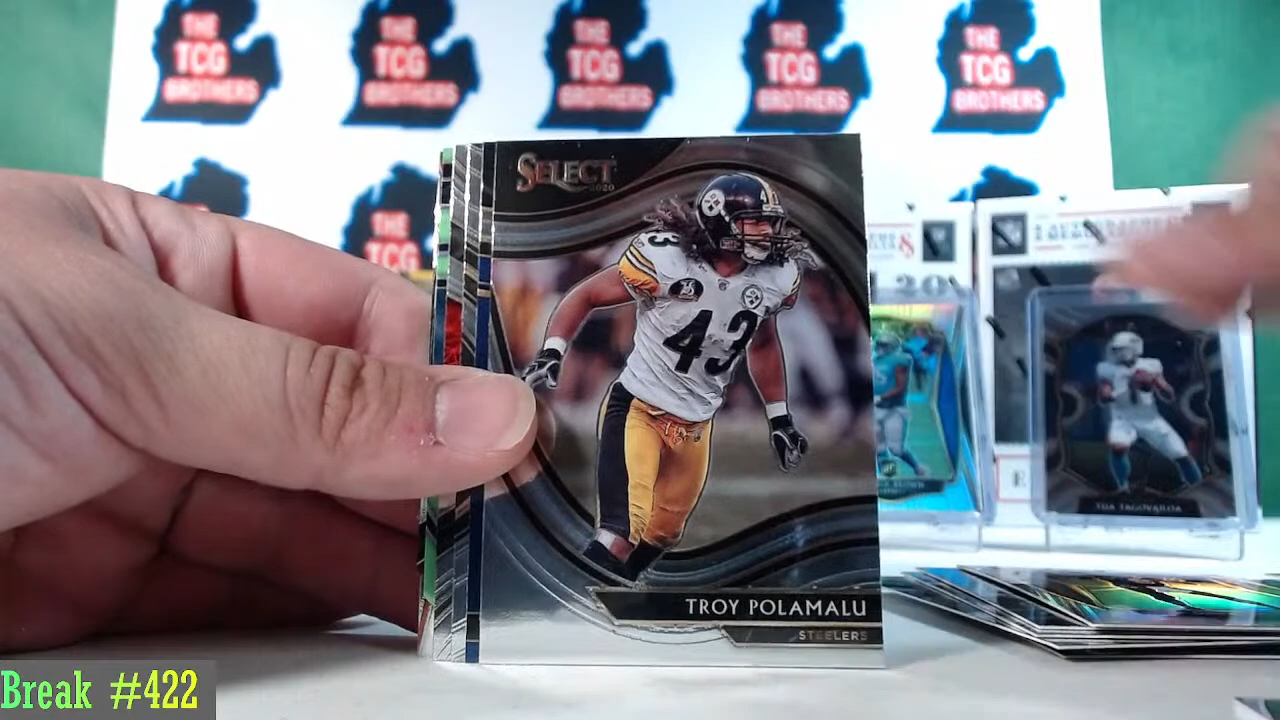 THE TCG BROTHERS
THE TCG BROTHERS
THE TCG BROTHERS
THE TCG BROTHERS
THE TCG BROTHERS
THE TCG
SELECT
2020
43
43
TROY POLAMALU
STEELERS
TUA TAGOVAILOA
Break #422